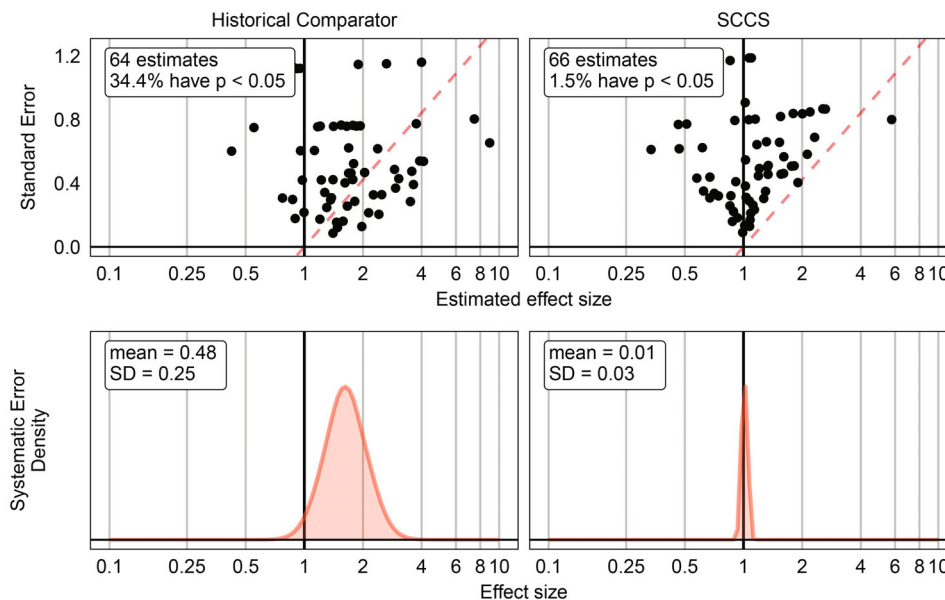 Historical Comparator
SCCS
Standard Error
1.2
0.8
0.4
0.0
64 estimates
34.4% have p < 0.05
66 estimates
1.5% have p < 0.05
0.1 0.25 0.5 1 2 4 6 8 10
0.1 0.25 0.5 1 2 4 6 8 10
Estimated effect size
Systematic Error
Density
mean = 0.48
SD = 0.25
mean = 0.01
SD = 0.03
0.1 0.25 0.5 1 2 4 6 8 10
0.1 0.25 0.5 1 2 4 6 8 10
Effect size